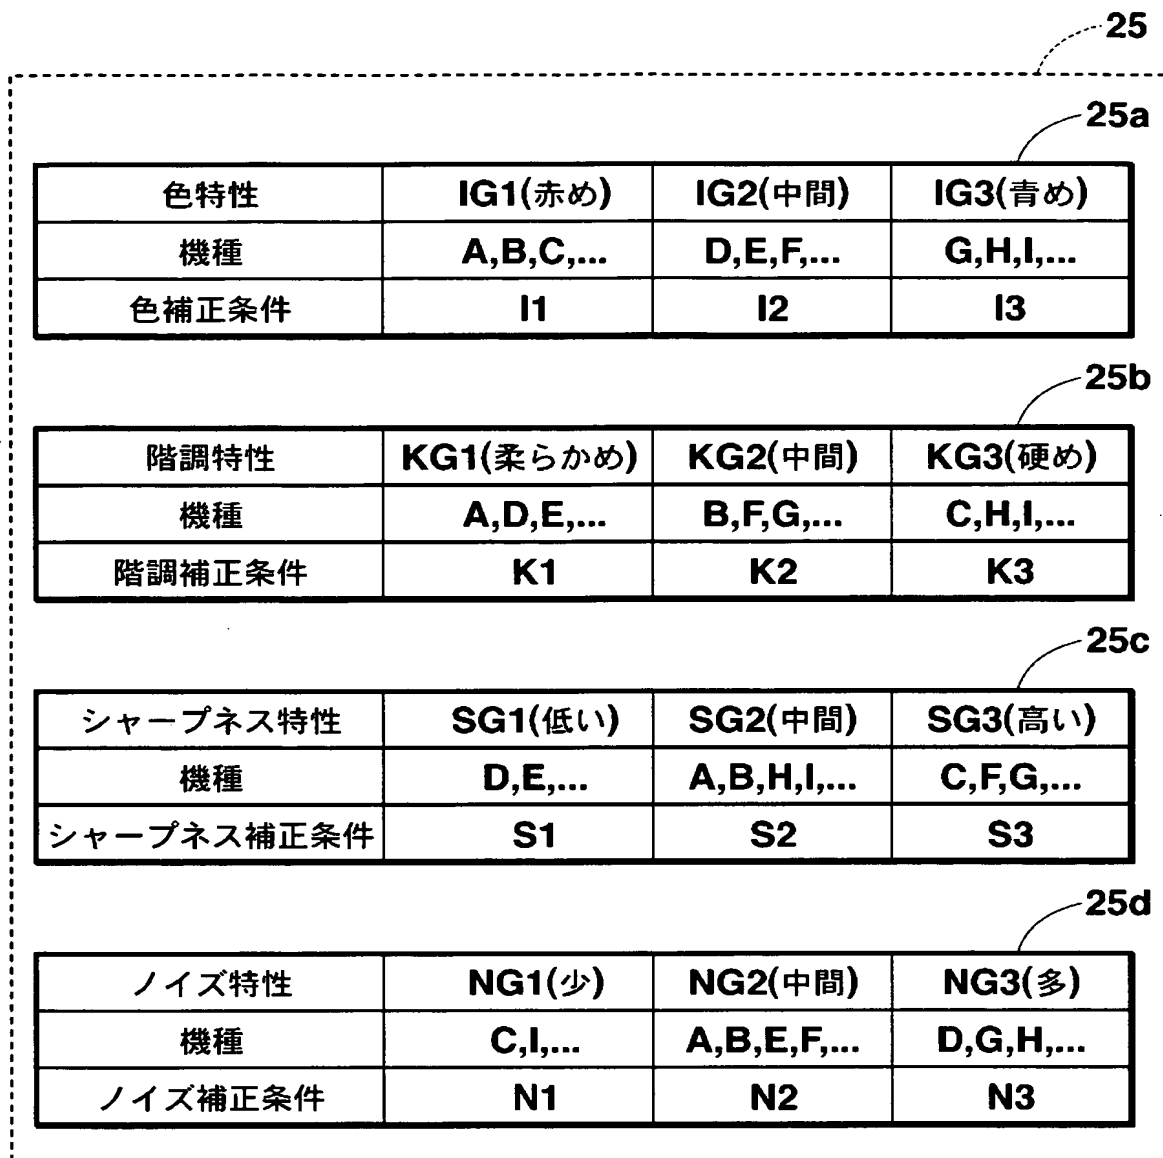 25
25a
色特性 IG1(赤め) IG2(中間) IG3(青め)
機種 A,B,C,... D,E,F,... G,H,I,...
色補正条件 I1 I2 I3
25b
階調特性 KG1(柔らかめ) KG2(中間) KG3(硬め)
機種 A,D,E,... B,F,G,... C,H,I,...
階調補正条件 K1 K2 K3
25c
シャープネス特性 SG1(低い) SG2(中間) SG3(高い)
機種 D,E,... A,B,H,I,... C,F,G,...
シャープネス補正条件 S1 S2 S3
25d
ノイズ特性 NG1(少) NG2(中間) NG3(多)
機種 C,I,... A,B,E,F,... D,G,H,...
ノイズ補正条件 N1 N2 N3